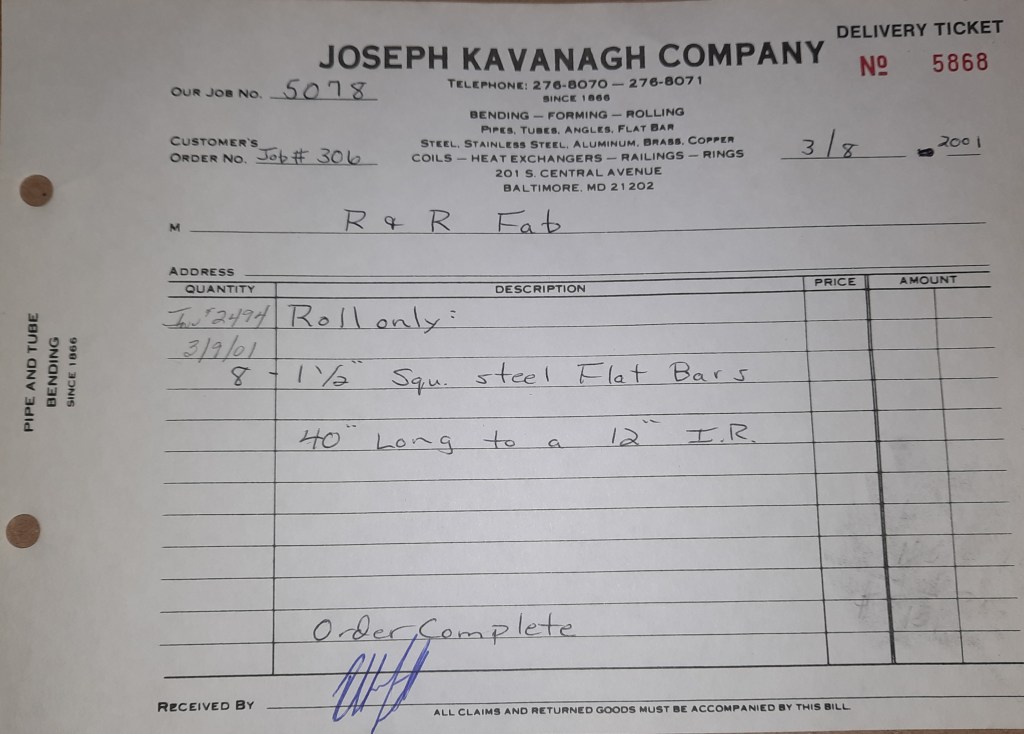 DELIVERY TICKET
JOSEPH KAVANAGH COMPANY
Nº 5868
TELEPHONE: 276-8070 — 276-8071
SINCE 1866
OUR JOB NO. 5078
BENDING — FORMING — ROLLING
PIPES, TUBES, ANGLES, FLAT BAR
STEEL, STAINLESS STEEL, ALUMINUM, BRASS, COPPER
COILS — HEAT EXCHANGERS — RAILINGS — RINGS
201 S. CENTRAL AVENUE
BALTIMORE, MD 21202
CUSTOMER'S
ORDER NO. Job # 306
3/8 2001
M R & R Fab
ADDRESS
QUANTITY DESCRIPTION PRICE AMOUNT
Inv # 2494 Roll only:
3/9/01
8 - 1 1/2" Squ. steel Flat Bars
40" Long to a 12" I.R.
Order Complete
RECEIVED BY
ALL CLAIMS AND RETURNED GOODS MUST BE ACCOMPANIED BY THIS BILL.
PIPE AND TUBE
BENDING
SINCE 1866